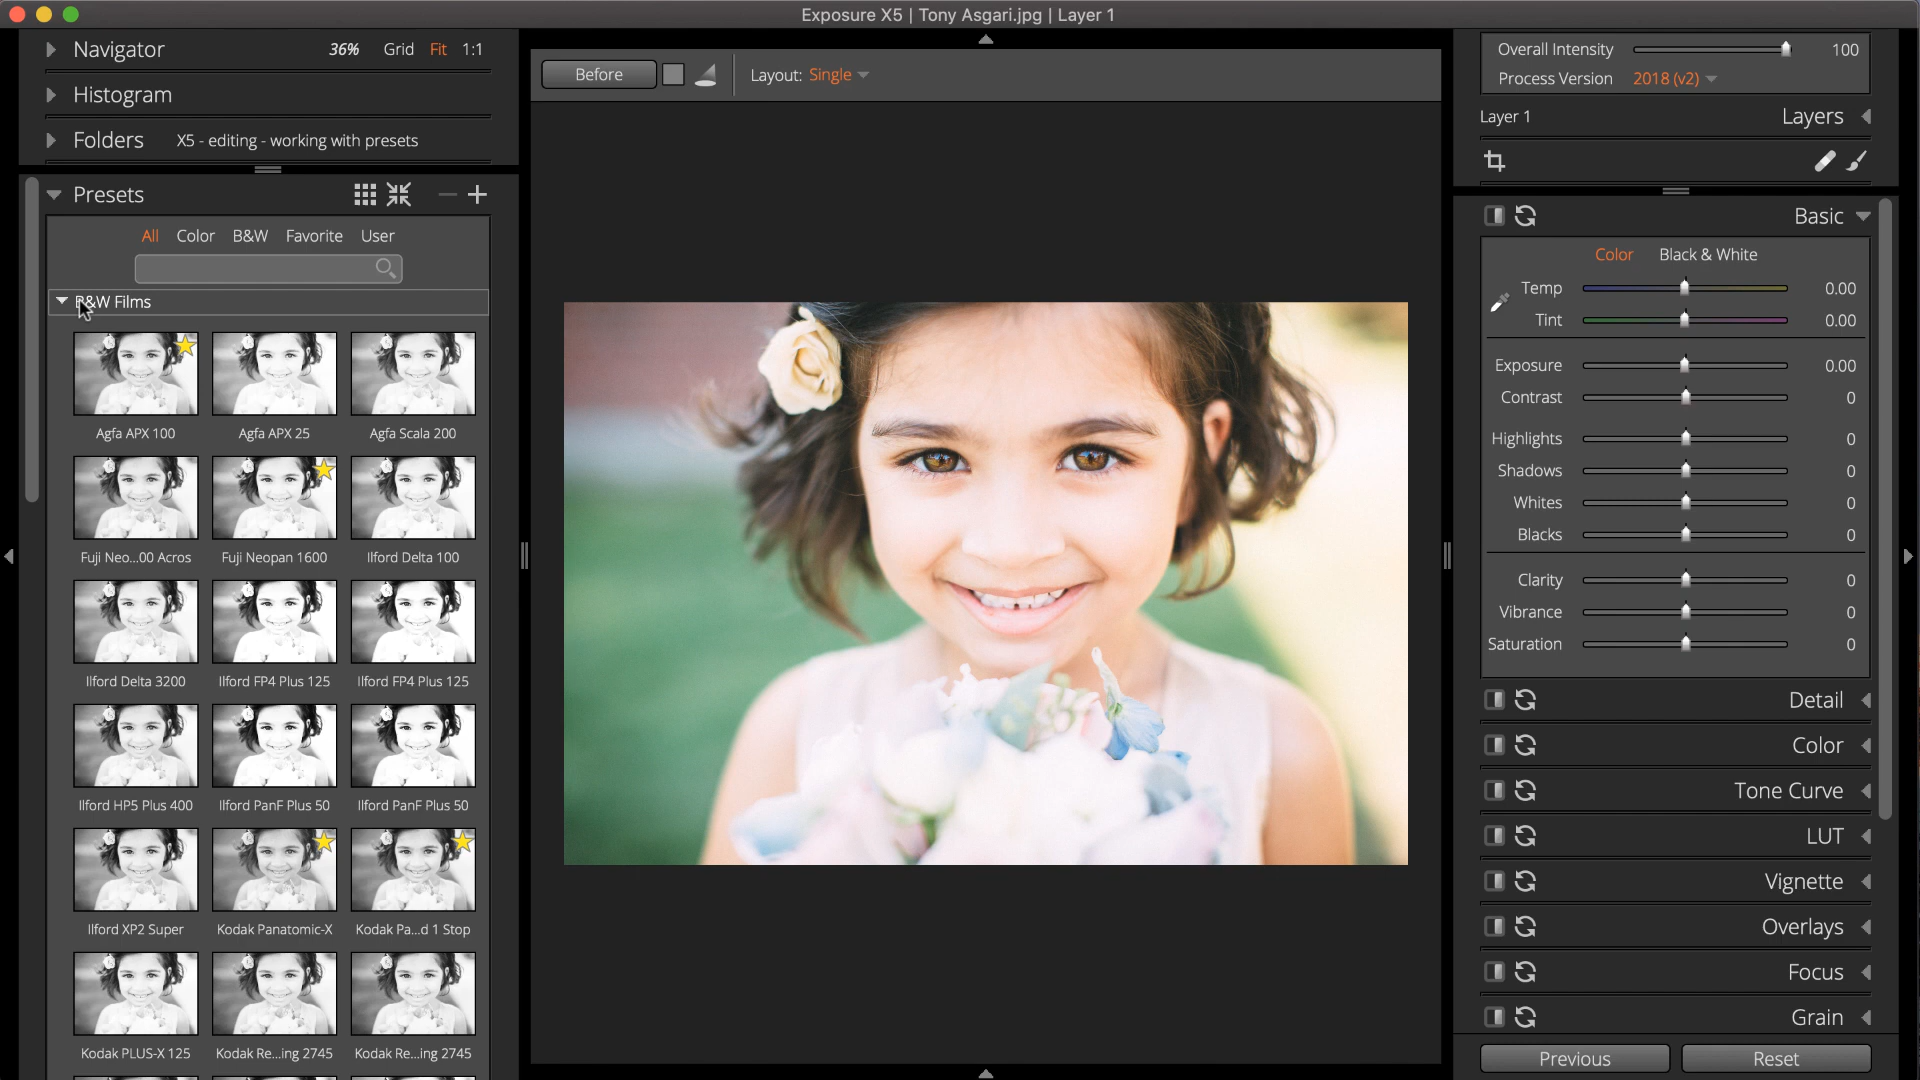 Exposure X5 | Tony Asgari.jpg | Layer 1
Navigator 36% Grid Fit 1:1
Histogram
Folders X5 - editing - working with presets
Presets
All Color B&W Favorite User
B&W Films
Agfa APX 100 Agfa APX 25 Agfa Scala 200
Fuji Neo...00 Acros Fuji Neopan 1600 Ilford Delta 100
Ilford Delta 3200 Ilford FP4 Plus 125 Ilford FP4 Plus 125
Ilford HP5 Plus 400 Ilford PanF Plus 50 Ilford PanF Plus 50
Ilford XP2 Super Kodak Panatomic-X Kodak Pa...d 1 Stop
Kodak PLUS-X 125 Kodak Re...ing 2745 Kodak Re...ing 2745
Before Layout: Single
Overall Intensity 100
Process Version 2018 (v2)
Layer 1 Layers
Basic
Color Black & White
Temp 0.00
Tint 0.00
Exposure 0.00
Contrast 0
Highlights 0
Shadows 0
Whites 0
Blacks 0
Clarity 0
Vibrance 0
Saturation 0
Detail
Color
Tone Curve
LUT
Vignette
Overlays
Focus
Grain
Previous Reset